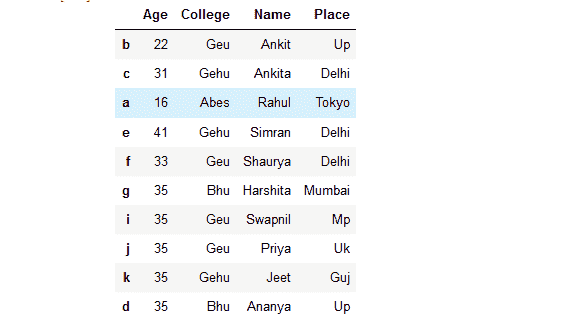 Age College Name Place
b 22 Geu Ankit Up
c 31 Gehu Ankita Delhi
a 16 Abes Rahul Tokyo
e 41 Gehu Simran Delhi
f 33 Geu Shaurya Delhi
g 35 Bhu Harshita Mumbai
i 35 Geu Swapnil Mp
j 35 Geu Priya Uk
k 35 Gehu Jeet Guj
d 35 Bhu Ananya Up